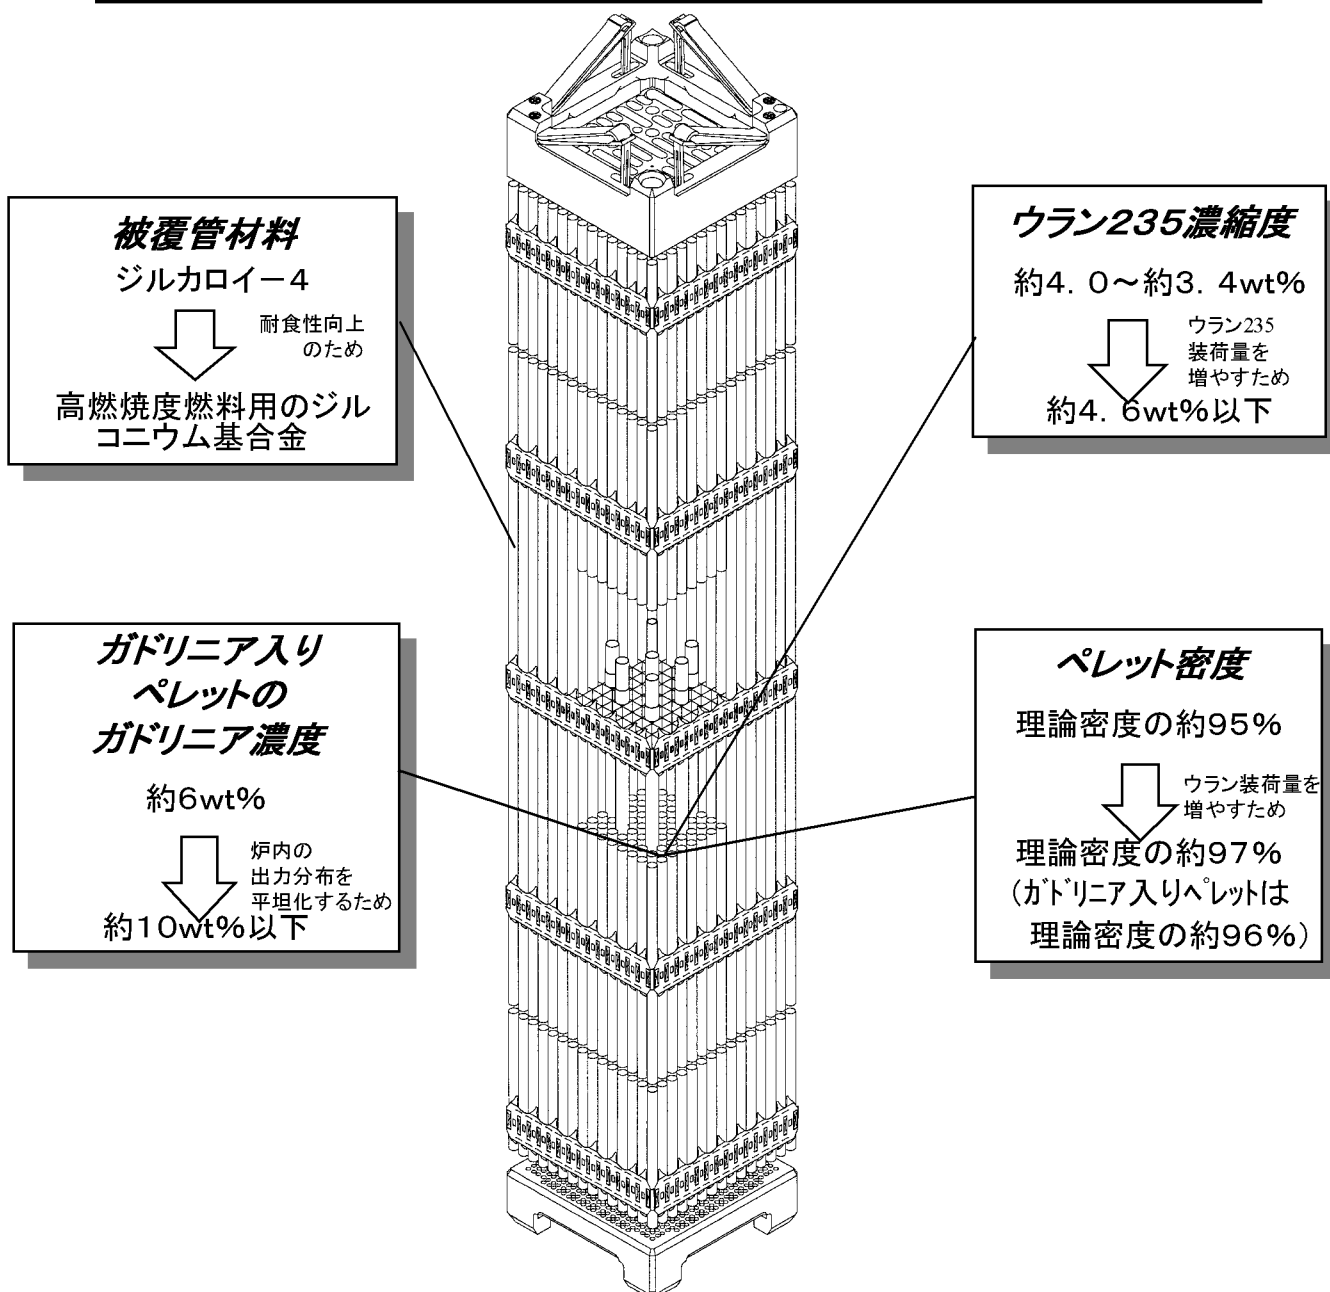 被覆管材料
ジルカロイー4
耐食性向上
のため
高燃焼度燃料用のジル
コニウム基合金
ウラン235濃縮度
約4．0～約3．4wt%
ウラン235
装荷量を
増やすため
約4．6wt%以下
ガドリニア入り
ペレットの
ガドリニア濃度
約6wt%
炉内の
出力分布を
平坦化するため
約10wt%以下
ペレット密度
理論密度の約95%
ウラン装荷量を
増やすため
理論密度の約97%
（ｶﾞﾄﾞﾘﾆｱ入りﾍﾟﾚｯﾄは
理論密度の約96%）